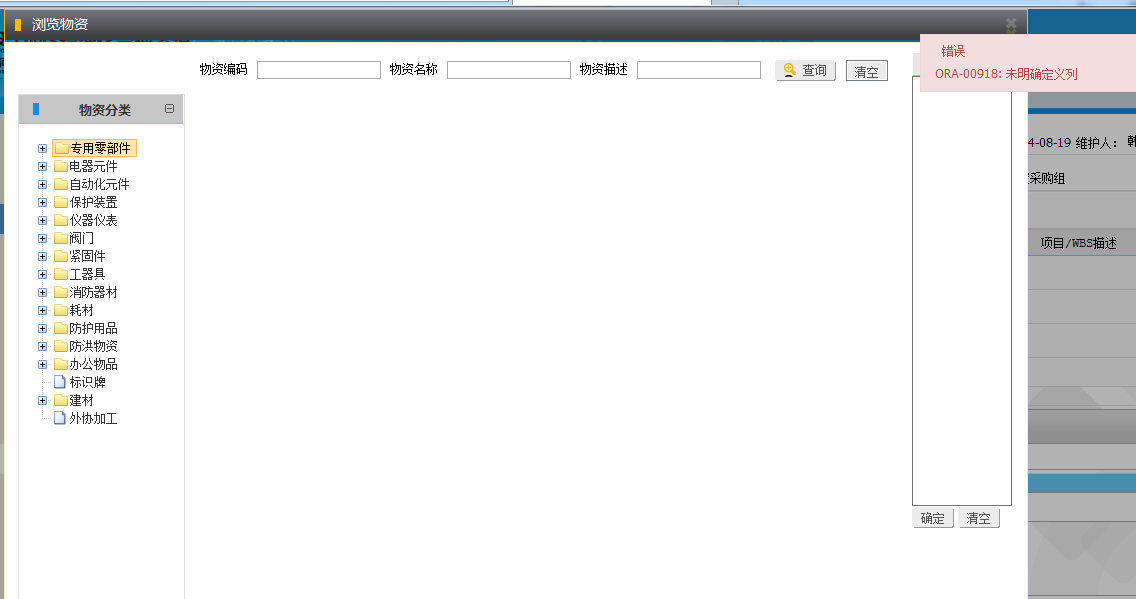 浏览物资
错误
ORA-00918: 未明确定义列
物资编码 物资名称 物资描述 查询 清空
物资分类
专用零部件
电器元件
自动化元件
保护装置
仪器仪表
阀门
紧固件
工器具
消防器材
耗材
防护用品
防洪物资
办公物品
标识牌
建材
外协加工
4-08-19 维护人： 韩
采购组
项目/WBS描述
确定 清空